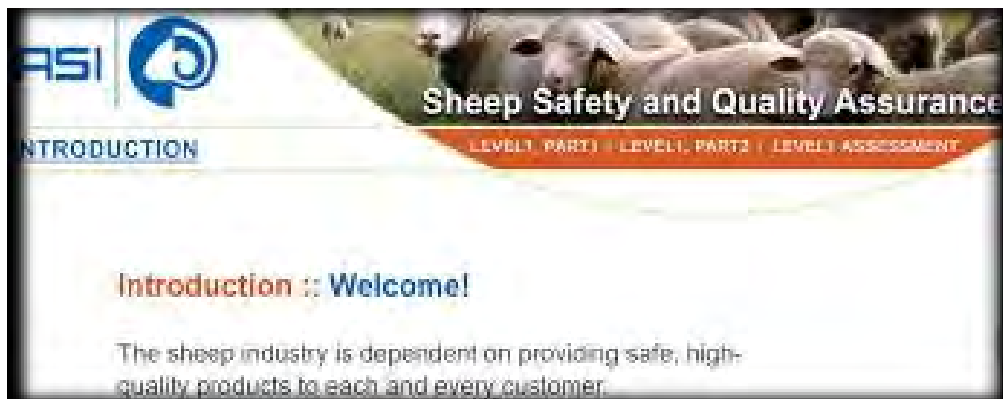 ASI
Sheep Safety and Quality Assurance
INTRODUCTION
LEVEL1, PART1 | LEVEL1, PART2 | LEVEL1 ASSESSMENT
Introduction :: Welcome!
The sheep industry is dependent on providing safe, high-
quality products to each and every customer.